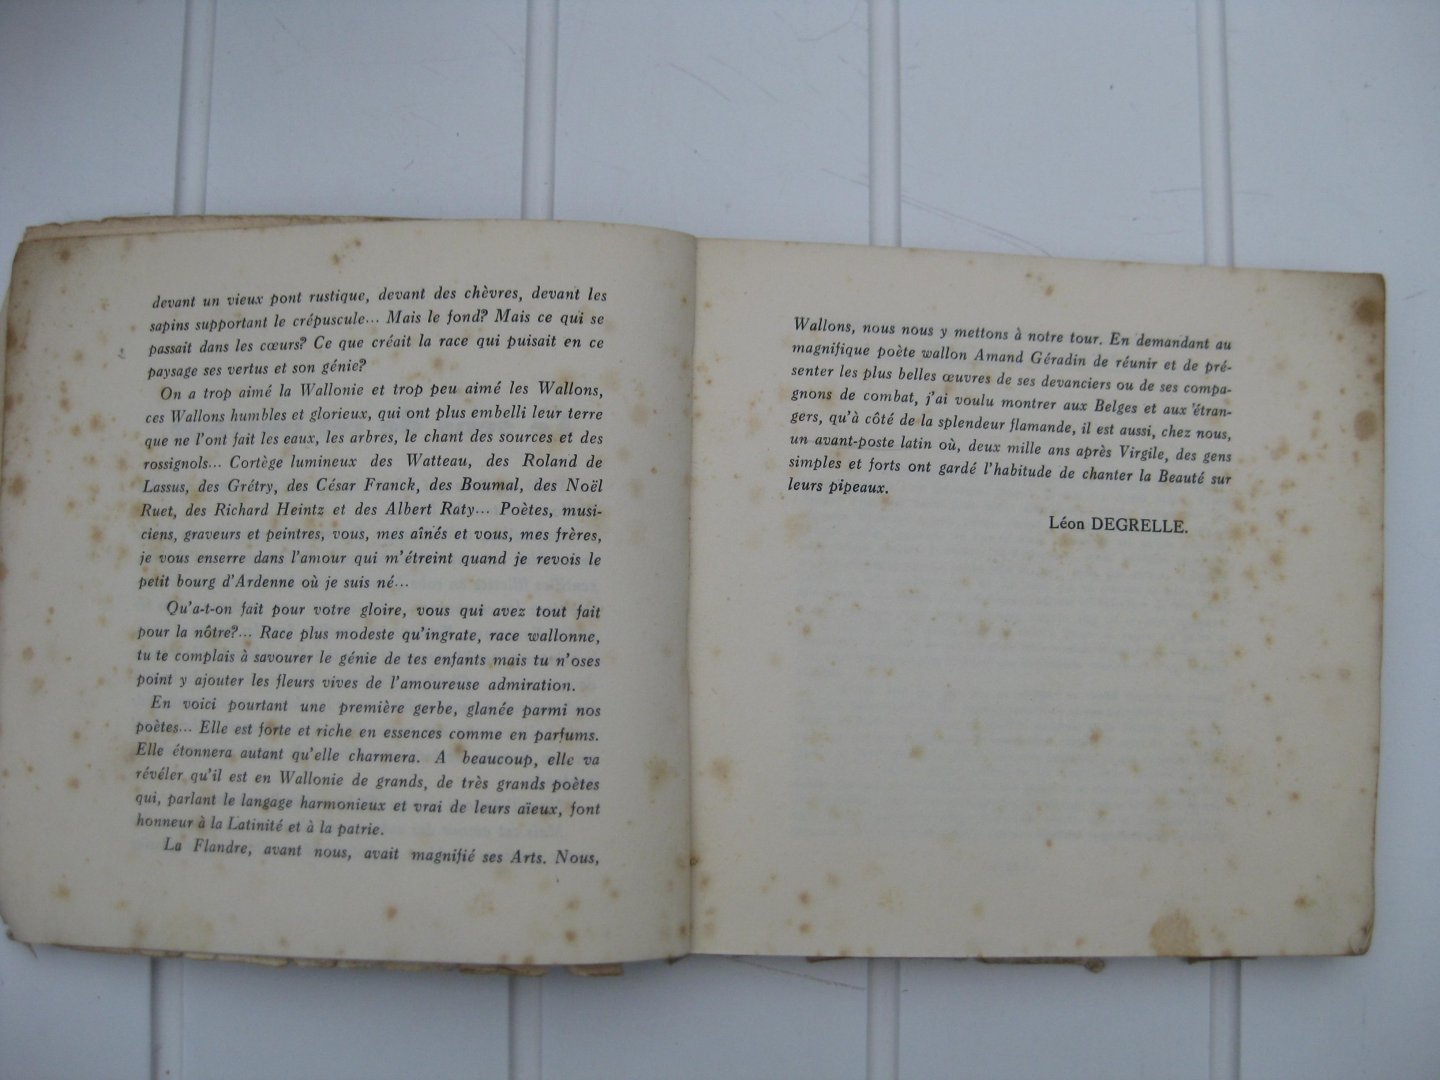 devant un vieux pont rustique, devant des chèvres, devant les
sapins supportant le crépuscule... Mais le fond? Mais ce qui se
passait dans les cœurs? Ce que créait la race qui puisait en ce
paysage ses vertus et son génie?
On a trop aimé la Wallonie et trop peu aimé les Wallons,
ces Wallons humbles et glorieux, qui ont plus embelli leur terre
que ne l'ont fait les eaux, les arbres, le chant des sources et des
rossignols... Cortège lumineux des Watteau, des Roland de
Lassus, des Grétry, des César Franck, des Boumal, des Noël
Ruet, des Richard Heintz et des Albert Raty... Poètes, musi-
ciens, graveurs et peintres, vous, mes aînés et vous, mes frères,
je vous enserre dans l'amour qui m'étreint quand je revois le
petit bourg d'Ardenne où je suis né...
Qu'a-t-on fait pour votre gloire, vous qui avez tout fait
pour la nôtre?... Race plus modeste qu'ingrate, race wallonne,
tu te complais à savourer le génie de tes enfants mais tu n'oses
point y ajouter les fleurs vives de l'amoureuse admiration.
En voici pourtant une première gerbe, glanée parmi nos
poètes... Elle est forte et riche en essences comme en parfums.
Elle étonnera autant qu'elle charmera. A beaucoup, elle va
révéler qu'il est en Wallonie de grands, de très grands poètes
qui, parlant le langage harmonieux et vrai de leurs aïeux, font
honneur à la Latinité et à la patrie.
La Flandre, avant nous, avait magnifié ses Arts. Nous,
Wallons, nous nous y mettons à notre tour. En demandant au
magnifique poète wallon Amand Géradin de réunir et de pré-
senter les plus belles œuvres de ses devanciers ou de ses compa-
gnons de combat, j'ai voulu montrer aux Belges et aux étran-
gers, qu'à côté de la splendeur flamande, il est aussi, chez nous,
un avant-poste latin où, deux mille ans après Virgile, des gens
simples et forts ont gardé l'habitude de chanter la Beauté sur
leurs pipeaux.
Léon DEGRELLE.